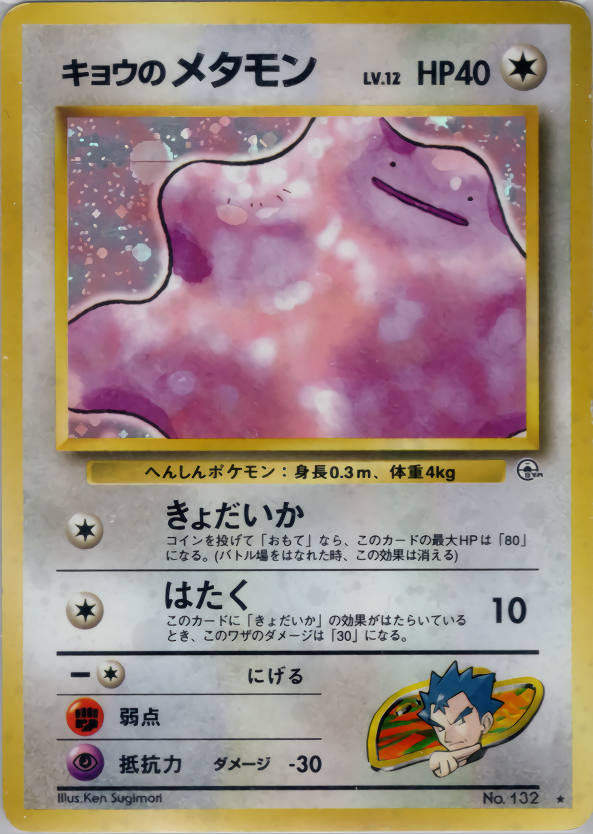 キョウのメタモン LV.12 HP40
へんしんポケモン：身長0.3m、体重4kg
きょだいか
コインを投げて「おもて」なら、このカードの最大HPは「80」
になる。(バトル場をはなれた時、この効果は消える)
はたく 10
このカードに「きょだいか」の効果がはたらいている
とき、このワザのダメージは「30」になる。
にげる
弱点
抵抗力 ダメージ -30
Illus.Ken Sugimori No. 132 ★